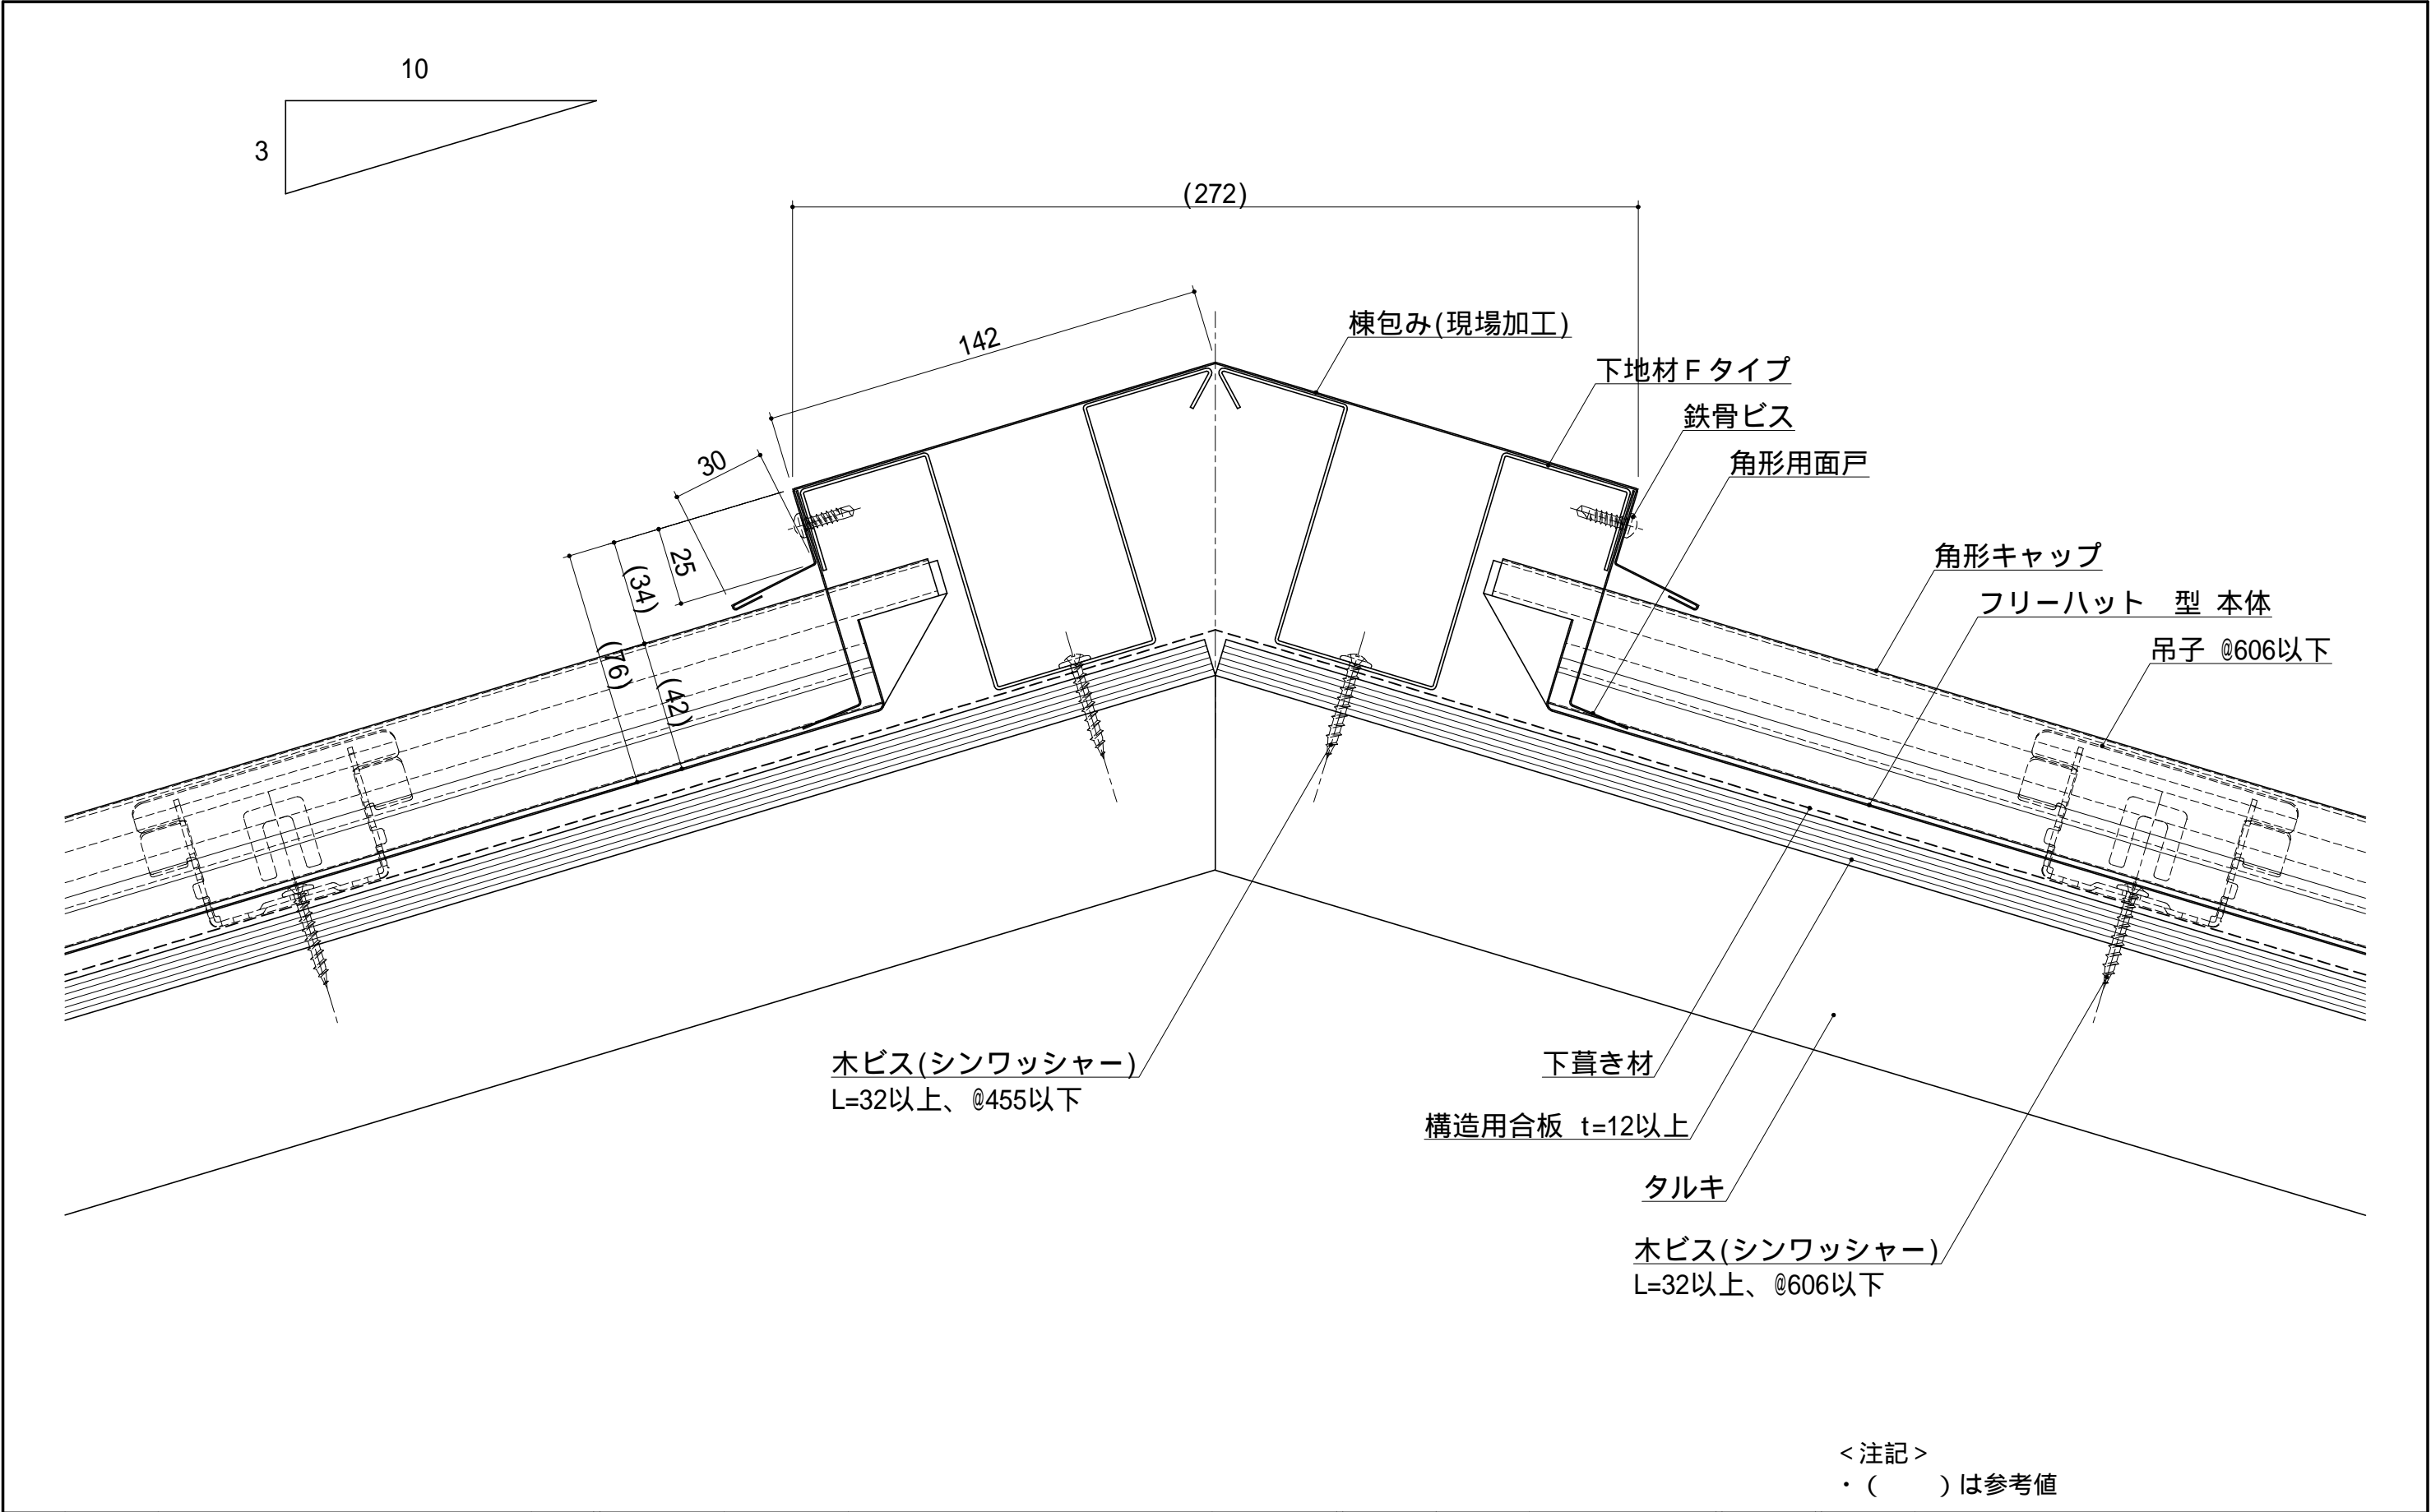 10
3
(272)
142
棟包み(現場加工)
下地材Fタイプ
鉄骨ビス
角形用面戸
30
25
(34)
(76)
(42)
角形キャップ
フリーハット　型 本体
吊子 @606以下
木ビス(シンワッシャー)
L=32以上、@455以下
下葺き材
構造用合板 t=12以上
タルキ
木ビス(シンワッシャー)
L=32以上、@606以下
<注記>
・(　　)は参考値